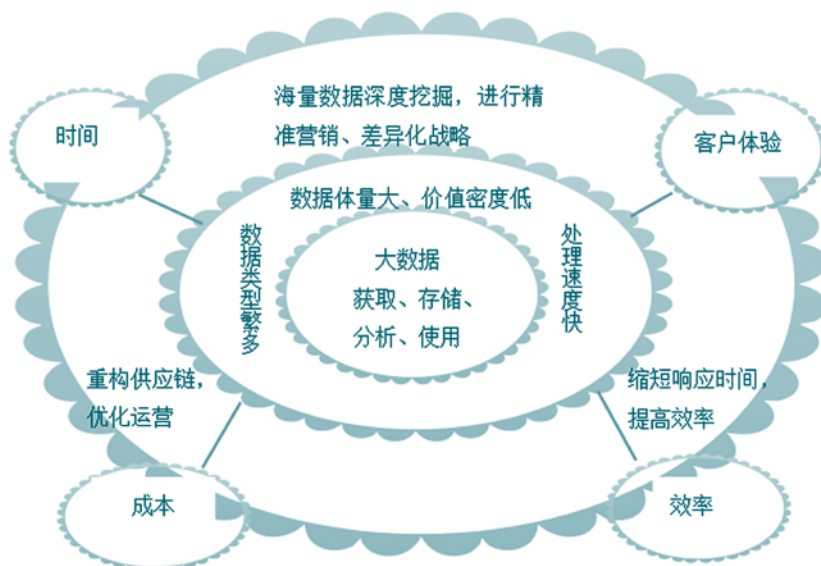 海量数据深度挖掘，进行精
准营销、差异化战略
时间
客户体验
数据体量大、价值密度低
数据类型繁多
处理速度快
大数据
获取、存储、
分析、使用
重构供应链，
优化运营
缩短响应时间，
提高效率
成本
效率